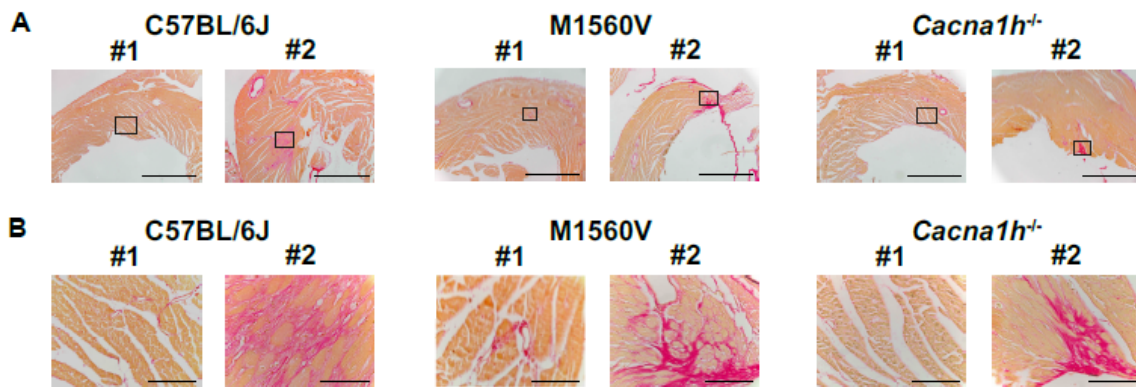 A
C57BL/6J M1560V Cacna1h-/-
#1 #2 #1 #2 #1 #2
B
C57BL/6J M1560V Cacna1h-/-
#1 #2 #1 #2 #1 #2